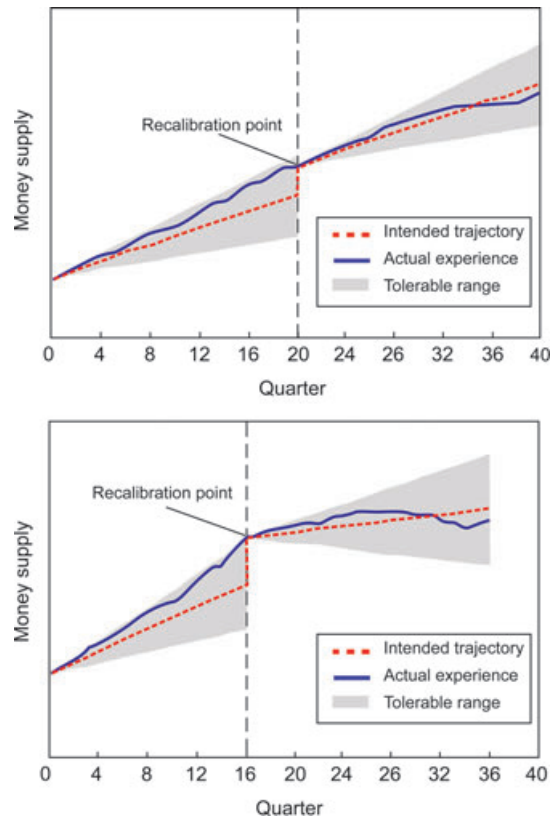 Money supply
Recalibration point
Intended trajectory
Actual experience
Tolerable range
0 4 8 12 16 20 24 28 32 36 40
Quarter
Money supply
Recalibration point
Intended trajectory
Actual experience
Tolerable range
0 4 8 12 16 20 24 28 32 36 40
Quarter